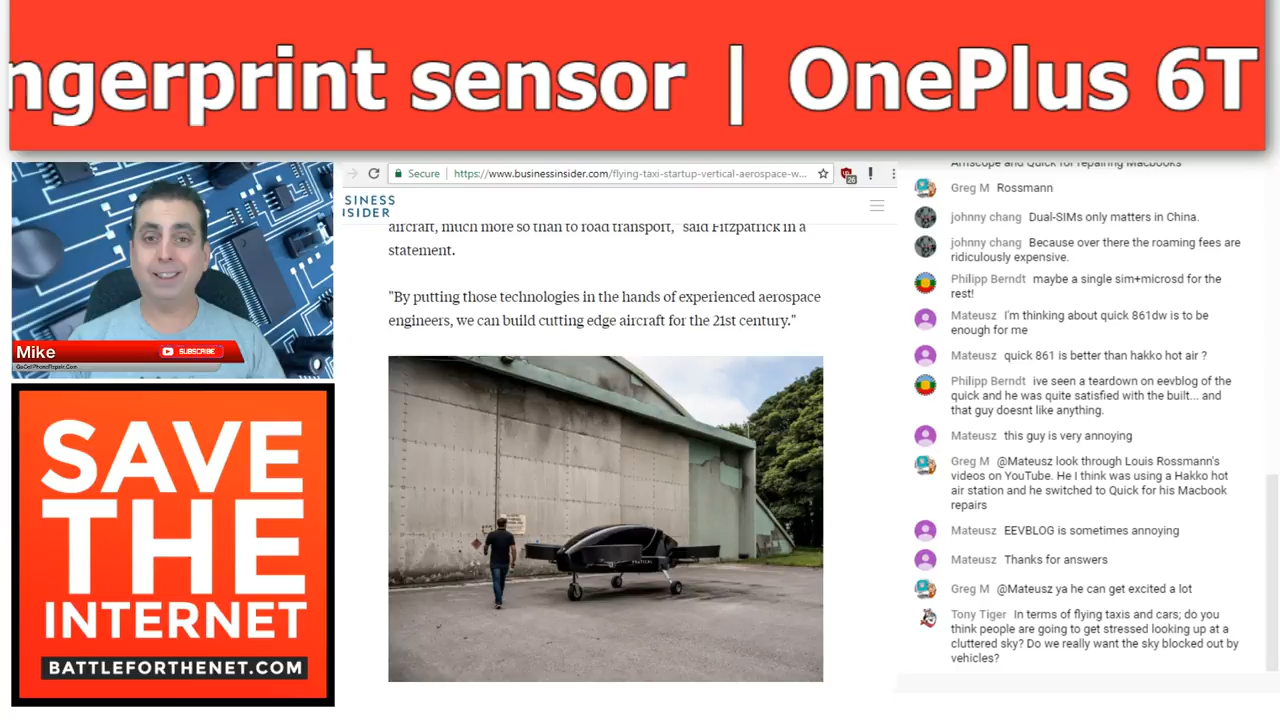 ngerprint sensor | OnePlus 6T
Mike
SUBSCRIBE
SAVE
THE
INTERNET
BATTLEFORTHENET.COM
Secure
https://www.businessinsider.com/flying-taxi-startup-vertical-aerospace-w...
26
SINESS
SIDER
aircraft, much more so than to road transport," said Fitzpatrick in a
statement.
"By putting those technologies in the hands of experienced aerospace
engineers, we can build cutting edge aircraft for the 21st century."
Amscope and Quick for repairing Macbooks
Greg M Rossmann
johnny chang Dual-SIMs only matters in China.
johnny chang Because over there the roaming fees are
ridiculously expensive.
Philipp Berndt maybe a single sim+microsd for the
rest!
Mateusz I'm thinking about quick 861dw is to be
enough for me
Mateusz quick 861 is better than hakko hot air ?
Philipp Berndt ive seen a teardown on eevblog of the
quick and he was quite satisfied with the built... and
that guy doesnt like anything.
Mateusz this guy is very annoying
Greg M @Mateusz look through Louis Rossmann's
videos on YouTube. He I think was using a Hakko hot
air station and he switched to Quick for his Macbook
repairs
Mateusz EEVBLOG is sometimes annoying
Mateusz Thanks for answers
Greg M @Mateusz ya he can get excited a lot
Tony Tiger In terms of flying taxis and cars; do you
think people are going to get stressed looking up at a
cluttered sky? Do we really want the sky blocked out by
vehicles?